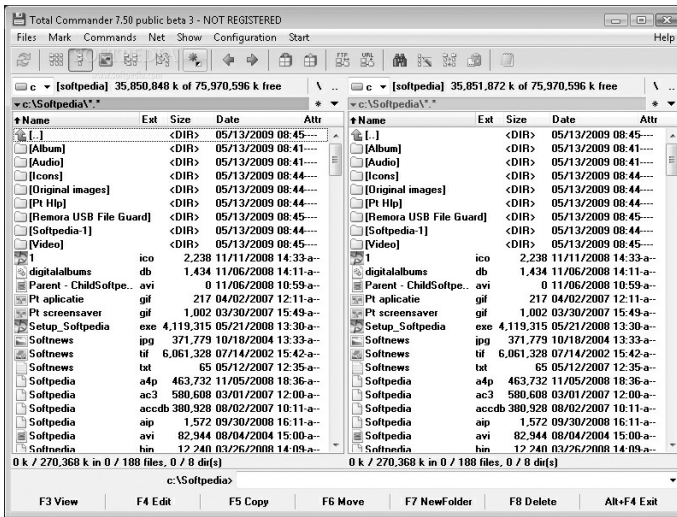 Total Commander 7.50 public beta 3 - NOT REGISTERED
Files Mark Commands Net Show Configuration Start Help
FTP URL
c [softpedia] 35,850,848 k of 75,970,596 k free \ ..
c:\Softpedia\*.* *
Name Ext Size Date Attr
[..] <DIR> 05/13/2009 08:45----
[Album] <DIR> 05/13/2009 08:41----
[Audio] <DIR> 05/13/2009 08:41----
[Icons] <DIR> 05/13/2009 08:44----
[Original images] <DIR> 05/13/2009 08:44----
[Pt Hlp] <DIR> 05/13/2009 08:44----
[Remora USB File Guard] <DIR> 05/13/2009 08:45----
[Softpedia-1] <DIR> 05/13/2009 08:44----
[Video] <DIR> 05/13/2009 08:45----
1 ico 2,238 11/11/2008 14:33-a--
digitalalbums db 1,434 11/06/2008 14:11-a--
Parent - ChildSoftpe.. avi 0 11/06/2008 10:59-a--
Pt aplicatie gif 217 04/02/2007 12:11-a--
Pt screensaver gif 1,002 03/30/2007 15:49-a--
Setup_Softpedia exe 4,119,315 05/21/2008 13:30-a--
Softnews jpg 371,779 10/18/2004 13:33-a--
Softnews tif 6,061,328 07/14/2002 15:42-a--
Softnews txt 65 05/12/2007 12:35-a--
Softpedia a4p 463,732 11/05/2008 18:36-a--
Softpedia ac3 580,608 03/01/2007 12:00-a--
Softpedia accdb 380,928 08/02/2007 10:11-a--
Softpedia aip 1,572 09/30/2008 16:11-a--
Softpedia avi 82,944 08/04/2004 15:00-a--
Softpedia bin 12,240 03/26/2008 14:09-a--
0 k / 270,368 k in 0 / 188 files, 0 / 8 dir(s)
c [softpedia] 35,851,872 k of 75,970,596 k free \ ..
c:\Softpedia\*.* *
Name Ext Size Date Attr
[..] <DIR> 05/13/2009 08:45----
[Album] <DIR> 05/13/2009 08:41----
[Audio] <DIR> 05/13/2009 08:41----
[Icons] <DIR> 05/13/2009 08:44----
[Original images] <DIR> 05/13/2009 08:44----
[Pt Hlp] <DIR> 05/13/2009 08:44----
[Remora USB File Guard] <DIR> 05/13/2009 08:45----
[Softpedia-1] <DIR> 05/13/2009 08:44----
[Video] <DIR> 05/13/2009 08:45----
1 ico 2,238 11/11/2008 14:33-a--
digitalalbums db 1,434 11/06/2008 14:11-a--
Parent - ChildSoftpe.. avi 0 11/06/2008 10:59-a--
Pt aplicatie gif 217 04/02/2007 12:11-a--
Pt screensaver gif 1,002 03/30/2007 15:49-a--
Setup_Softpedia exe 4,119,315 05/21/2008 13:30-a--
Softnews jpg 371,779 10/18/2004 13:33-a--
Softnews tif 6,061,328 07/14/2002 15:42-a--
Softnews txt 65 05/12/2007 12:35-a--
Softpedia a4p 463,732 11/05/2008 18:36-a--
Softpedia ac3 580,608 03/01/2007 12:00-a--
Softpedia accdb 380,928 08/02/2007 10:11-a--
Softpedia aip 1,572 09/30/2008 16:11-a--
Softpedia avi 82,944 08/04/2004 15:00-a--
Softpedia bin 12,240 03/26/2008 14:09-a--
0 k / 270,368 k in 0 / 188 files, 0 / 8 dir(s)
c:\Softpedia>
F3 View F4 Edit F5 Copy F6 Move F7 NewFolder F8 Delete Alt+F4 Exit